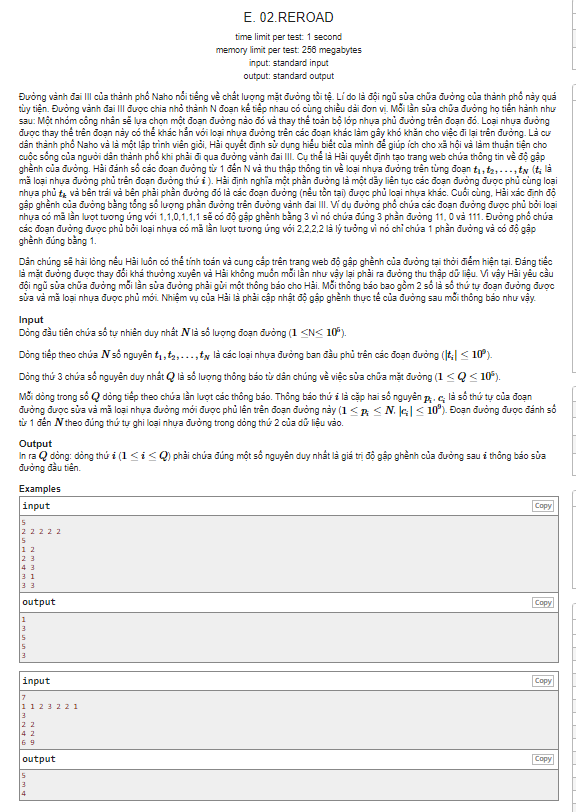 E. 02.REROAD
time limit per test: 1 second
memory limit per test: 256 megabytes
input: standard input
output: standard output
Đường vành đai III của thành phố Naho nổi tiếng về chất lượng mặt đường tồi tệ. Lí do là đội ngũ sửa chữa đường của thành phố này quá
tùy tiện. Đường vành đai III được chia nhỏ thành N đoạn kế tiếp nhau có cùng chiều dài đơn vị. Mỗi lần sửa chữa đường họ tiến hành như
sau: Một nhóm công nhân sẽ lựa chọn một đoạn đường nào đó và thay thế toàn bộ lớp nhựa phủ đường trên đoạn đó. Loại nhựa đường
được thay thế trên đoạn này có thể khác hẳn với loại nhựa đường trên các đoạn khác làm gây khó khăn cho việc đi lại trên đường. Là cư
dân thành phố Naho và là một lập trình viên giỏi, Hải quyết định sử dụng hiểu biết của mình để giúp ích cho xã hội và làm thuận tiện cho
cuộc sống của người dân thành phố khi phải đi qua đường vành đai III. Cụ thể là Hải quyết định tạo trang web chứa thông tin về độ gập
ghềnh của đường. Hải đánh số các đoạn đường từ 1 đến N và thu thập thông tin về loại nhựa đường trên từng đoạn t₁, t₂, . . . , t_N (t_i là
mã loại nhựa đường phủ trên đoạn đường thứ i ). Hải định nghĩa một phần đường là một dãy liên tục các đoạn đường được phủ cùng loại
nhựa phủ t_k và bên trái và bên phải phần đường đó là các đoạn đường (nếu tồn tại) được phủ loại nhựa khác. Cuối cùng, Hải xác định độ
gập ghềnh của đường bằng tổng số lượng phần đường trên đường vành đai III. Ví dụ đường phố chứa các đoạn đường được phủ bởi loại
nhựa có mã lần lượt tương ứng với 1,1,0,1,1,1 sẽ có độ gập ghềnh bằng 3 vì nó chứa đúng 3 phần đường 11, 0 và 111. Đường phố chứa
các đoạn đường được phủ bởi loại nhựa có mã lần lượt tương ứng với 2,2,2,2 là lý tưởng vì nó chỉ chứa 1 phần đường và có độ gập
ghềnh đúng bằng 1.
Dân chúng sẽ hài lòng nếu Hải luôn có thể tính toán và cung cấp trên trang web độ gập ghềnh của đường tại thời điểm hiện tại. Đáng tiếc
là mặt đường được thay đổi khá thường xuyên và Hải không muốn mỗi lần như vậy lại phải ra đường thu thập dữ liệu. Vì vậy Hải yêu cầu
đội ngũ sửa chữa đường mỗi lần sửa đường phải gửi một thông báo cho Hải. Mỗi thông báo bao gồm 2 số là số thứ tự đoạn đường được
sửa và mã loại nhựa đường được phủ mới. Nhiệm vụ của Hải là phải cập nhật độ gập ghềnh thực tế của đường sau mỗi thông báo như vậy.
Input
Dòng đầu tiên chứa số tự nhiên duy nhất N là số lượng đoạn đường (1 ≤N≤ 10⁵).
Dòng tiếp theo chứa N số nguyên t₁, t₂, . . . , t_N là các loại nhựa đường ban đầu phủ trên các đoạn đường (|t_i| ≤ 10⁹).
Dòng thứ 3 chứa số nguyên duy nhất Q là số lượng thông báo từ dân chúng về việc sửa chữa mặt đường (1 ≤ Q ≤ 10⁵).
Mỗi dòng trong số Q dòng tiếp theo chứa lần lượt các thông báo. Thông báo thứ i là cặp hai số nguyên p_i, c_i là số thứ tự của đoạn
đường được sửa và mã loại nhựa đường mới được phủ lên trên đoạn đường này (1 ≤ p_i ≤ N, |c_i| ≤ 10⁹). Đoạn đường được đánh số
từ 1 đến N theo đúng thứ tự ghi loại nhựa đường trong dòng thứ 2 của dữ liệu vào.
Output
In ra Q dòng: dòng thứ i (1 ≤ i ≤ Q) phải chứa đúng một số nguyên duy nhất là giá trị độ gập ghềnh của đường sau i thông báo sửa
đường đầu tiên.
Examples
input Copy
5
2 2 2 2 2
5
1 2
2 3
4 3
3 1
3 3
output Copy
1
3
5
5
3
input Copy
7
1 1 2 3 2 2 1
3
2 2
4 2
6 9
output Copy
5
3
4